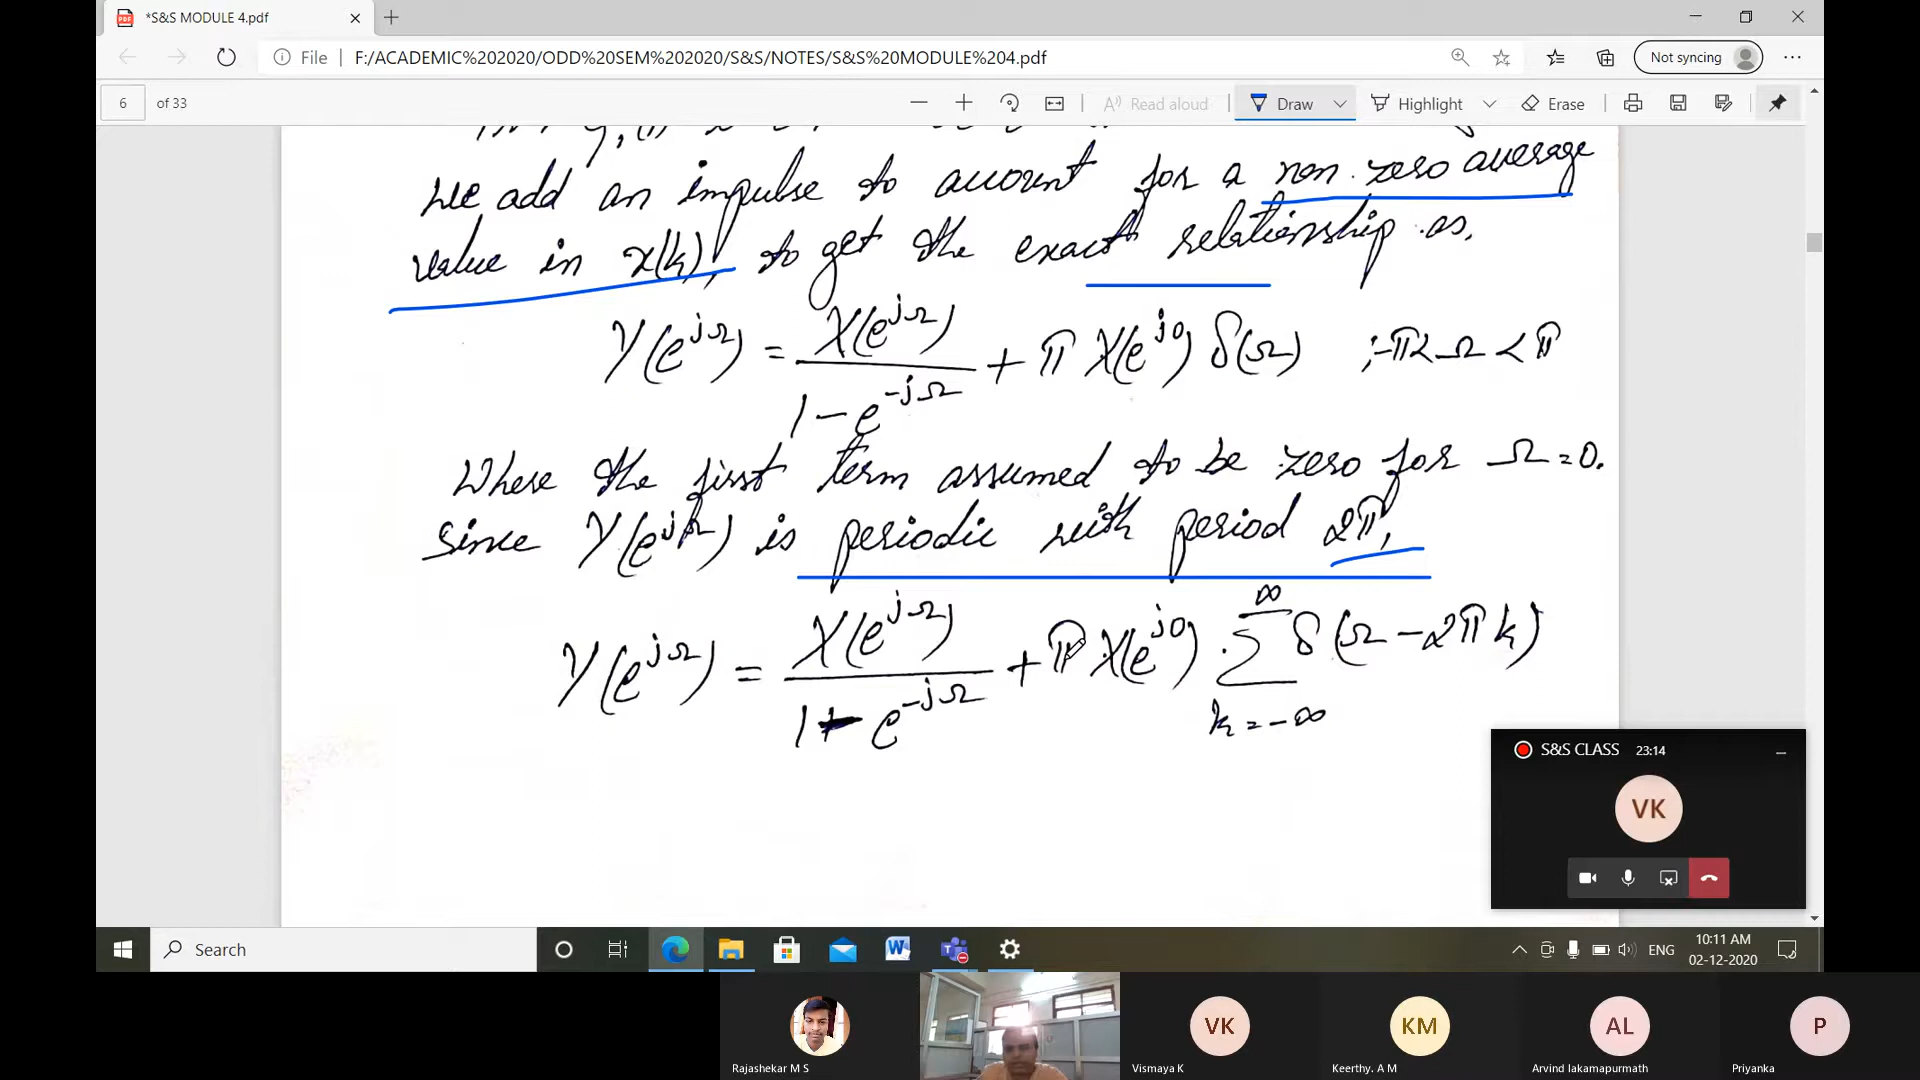 *S&S MODULE 4.pdf
File F:/ACADEMIC%202020/ODD%20SEM%202020/S&S/NOTES/S&S%20MODULE%204.pdf
Not syncing
6 of 33
Read aloud
Draw
Highlight
Erase
We add an impulse to account for a non zero average
value in x(k), to get the exact relationship as,
Y(e^jΩ) = X(e^jΩ) / 1 - e^-jΩ + π X(e^j0) δ(Ω) ; -π < Ω < π
Where the first term assumed to be zero for Ω = 0.
Since Y(e^jΩ) is periodic with period 2π,
Y(e^jΩ) = X(e^jΩ) / 1 - e^-jΩ + π X(e^j0) . ∞ Σ k = -∞ δ(Ω - 2πk)
S&S CLASS 23:14
VK
Search
ENG
10:11 AM
02-12-2020
VK
KM
AL
P
Rajashekar M S
Vismaya K
Keerthy. A M
Arvind lakamapurmath
Priyanka